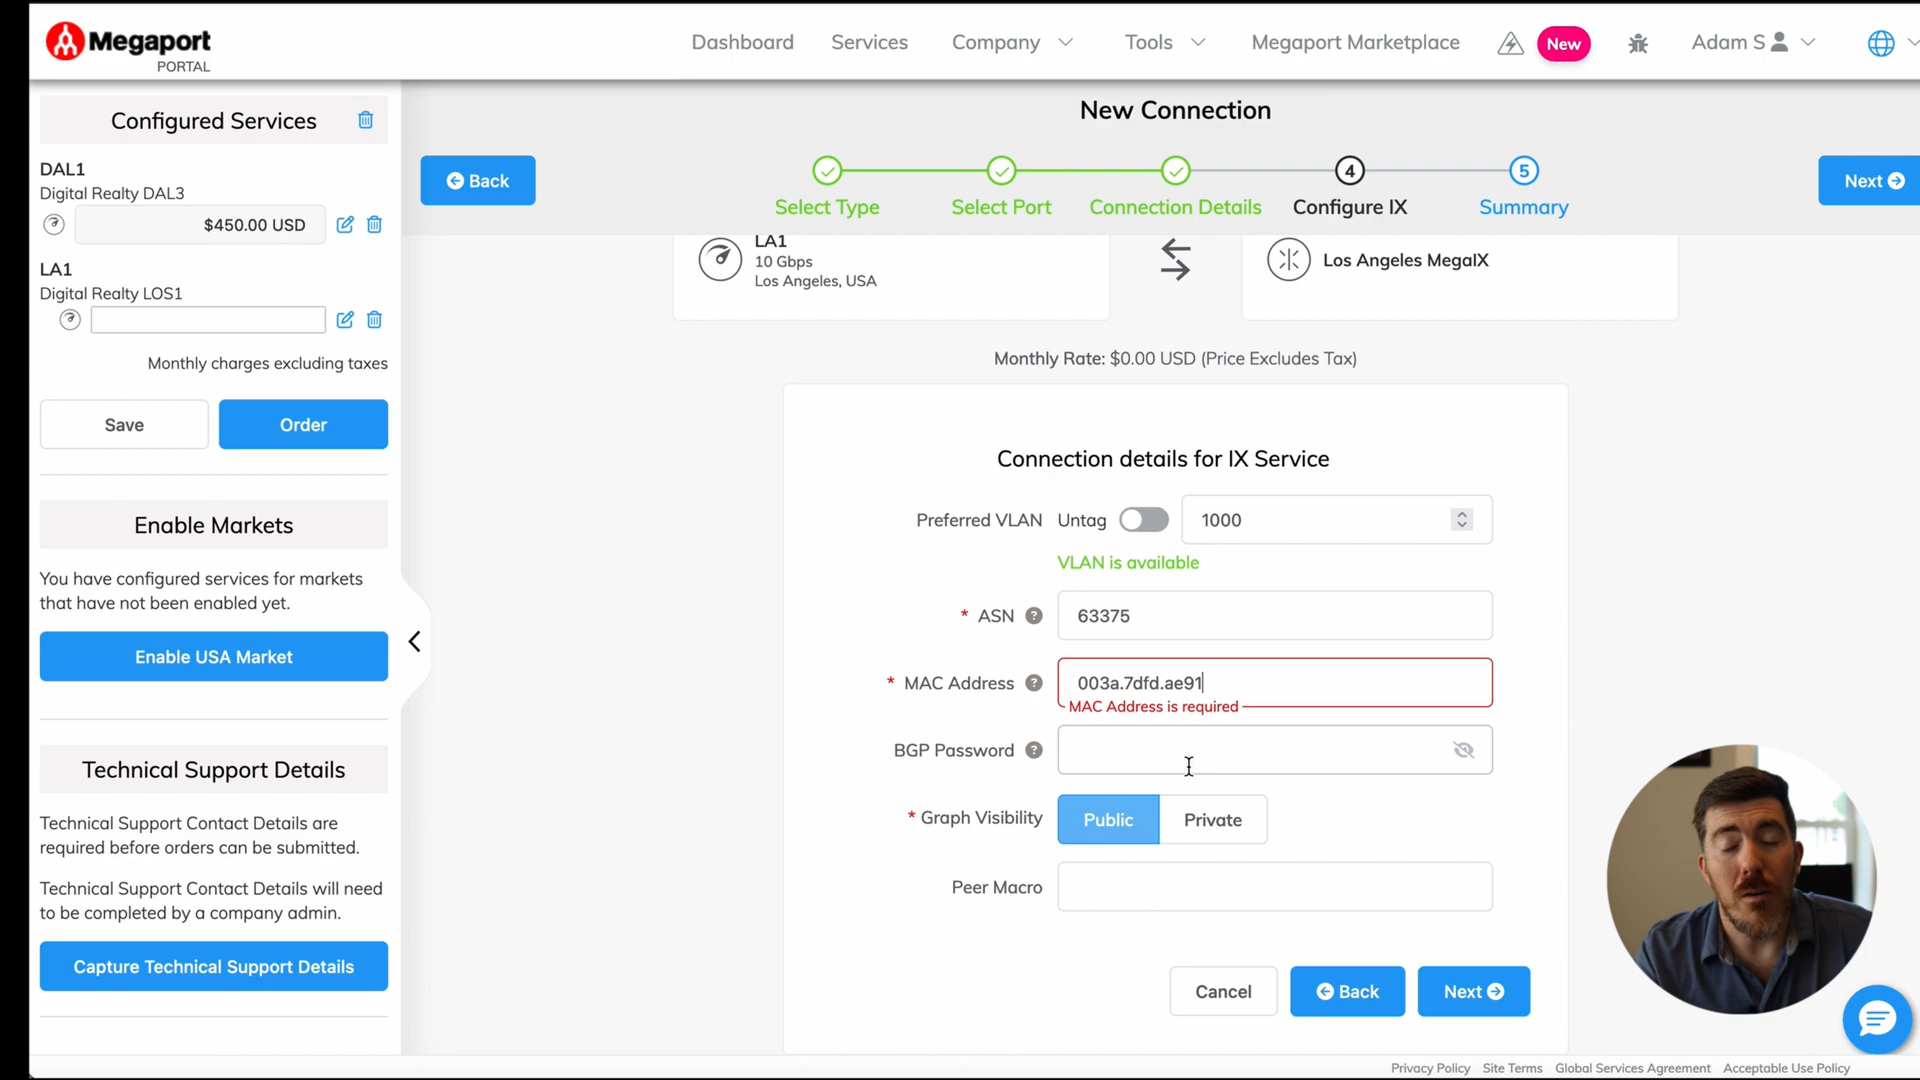 Megaport
PORTAL
Dashboard
Services
Company
Tools
Megaport Marketplace
New
Adam S
Configured Services
DAL1
Digital Realty DAL3
$450.00 USD
LA1
Digital Realty LOS1
Monthly charges excluding taxes
Save
Order
Enable Markets
You have configured services for markets
that have not been enabled yet.
Enable USA Market
Technical Support Details
Technical Support Contact Details are
required before orders can be submitted.
Technical Support Contact Details will need
to be completed by a company admin.
Capture Technical Support Details
New Connection
Back
Select Type
Select Port
Connection Details
4
Configure IX
5
Summary
Next
LA1
10 Gbps
Los Angeles, USA
Los Angeles MegaIX
Monthly Rate: $0.00 USD (Price Excludes Tax)
Connection details for IX Service
Preferred VLAN Untag 1000
VLAN is available
* ASN ? 63375
* MAC Address ? 003a.7dfd.ae91
MAC Address is required
BGP Password ?
* Graph Visibility Public Private
Peer Macro
Cancel
Back
Next
Privacy Policy Site Terms Global Services Agreement Acceptable Use Policy